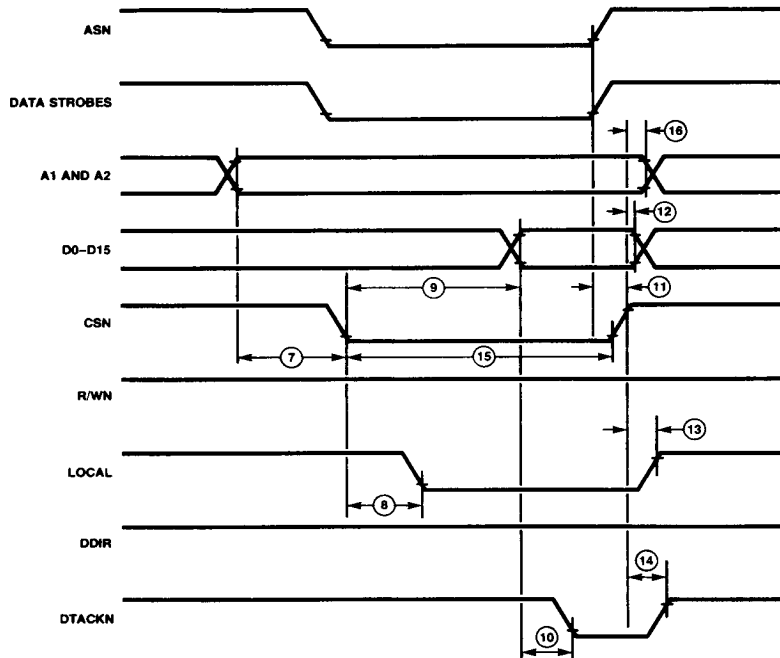 ASN
DATA STROBES
16
A1 AND A2
12
D0–D15
9
11
CSN
7
15
R/WN
13
LOCAL
8
DDIR
14
DTACKN
10